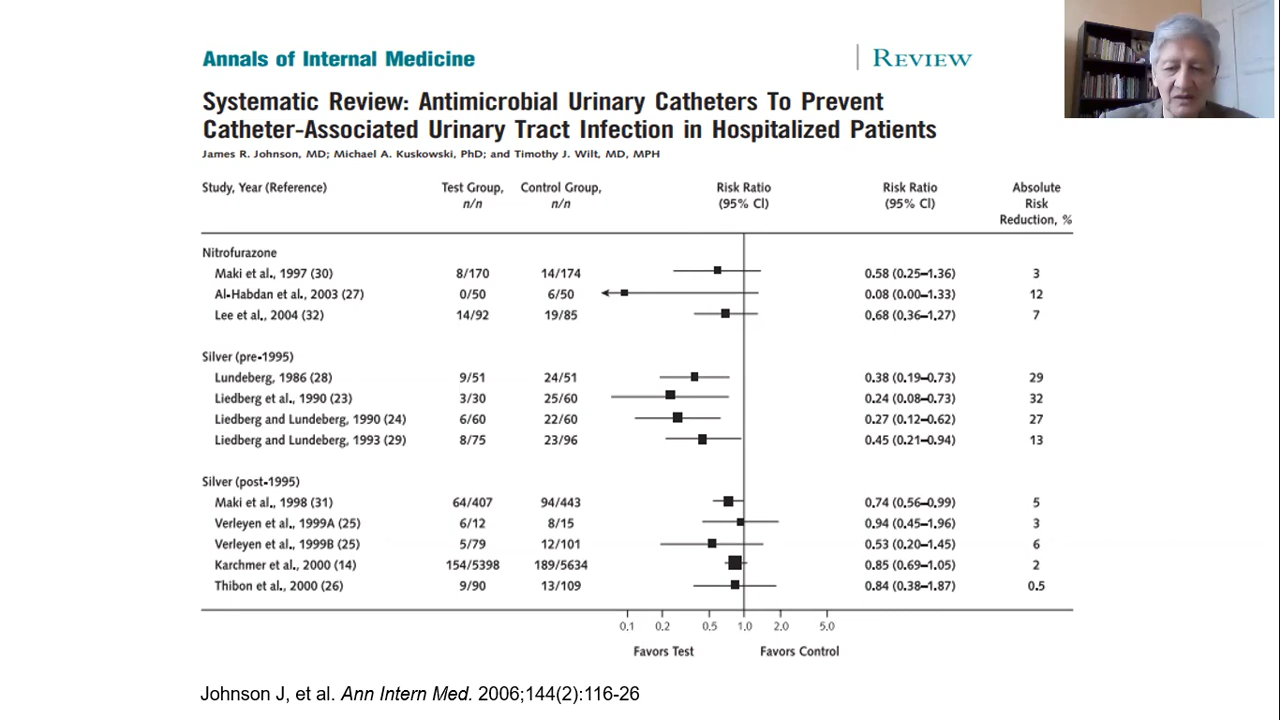 Annals of Internal Medicine | REVIEW
Systematic Review: Antimicrobial Urinary Catheters To Prevent
Catheter-Associated Urinary Tract Infection in Hospitalized Patients
James R. Johnson, MD; Michael A. Kuskowski, PhD; and Timothy J. Wilt, MD, MPH
Study, Year (Reference) Test Group, n/n Control Group, n/n Risk Ratio (95% CI) Risk Ratio (95% CI) Absolute Risk Reduction, %
Nitrofurazone
Maki et al., 1997 (30) 8/170 14/174 0.58 (0.25–1.36) 3
Al-Habdan et al., 2003 (27) 0/50 6/50 0.08 (0.00–1.33) 12
Lee et al., 2004 (32) 14/92 19/85 0.68 (0.36–1.27) 7
Silver (pre-1995)
Lundeberg, 1986 (28) 9/51 24/51 0.38 (0.19–0.73) 29
Liedberg et al., 1990 (23) 3/30 25/60 0.24 (0.08–0.73) 32
Liedberg and Lundeberg, 1990 (24) 6/60 22/60 0.27 (0.12–0.62) 27
Liedberg and Lundeberg, 1993 (29) 8/75 23/96 0.45 (0.21–0.94) 13
Silver (post-1995)
Maki et al., 1998 (31) 64/407 94/443 0.74 (0.56–0.99) 5
Verleyen et al., 1999A (25) 6/12 8/15 0.94 (0.45–1.96) 3
Verleyen et al., 1999B (25) 5/79 12/101 0.53 (0.20–1.45) 6
Karchmer et al., 2000 (14) 154/5398 189/5634 0.85 (0.69–1.05) 2
Thibon et al., 2000 (26) 9/90 13/109 0.84 (0.38–1.87) 0.5
0.1 0.2 0.5 1.0 2.0 5.0
Favors Test Favors Control
Johnson J, et al. Ann Intern Med. 2006;144(2):116-26